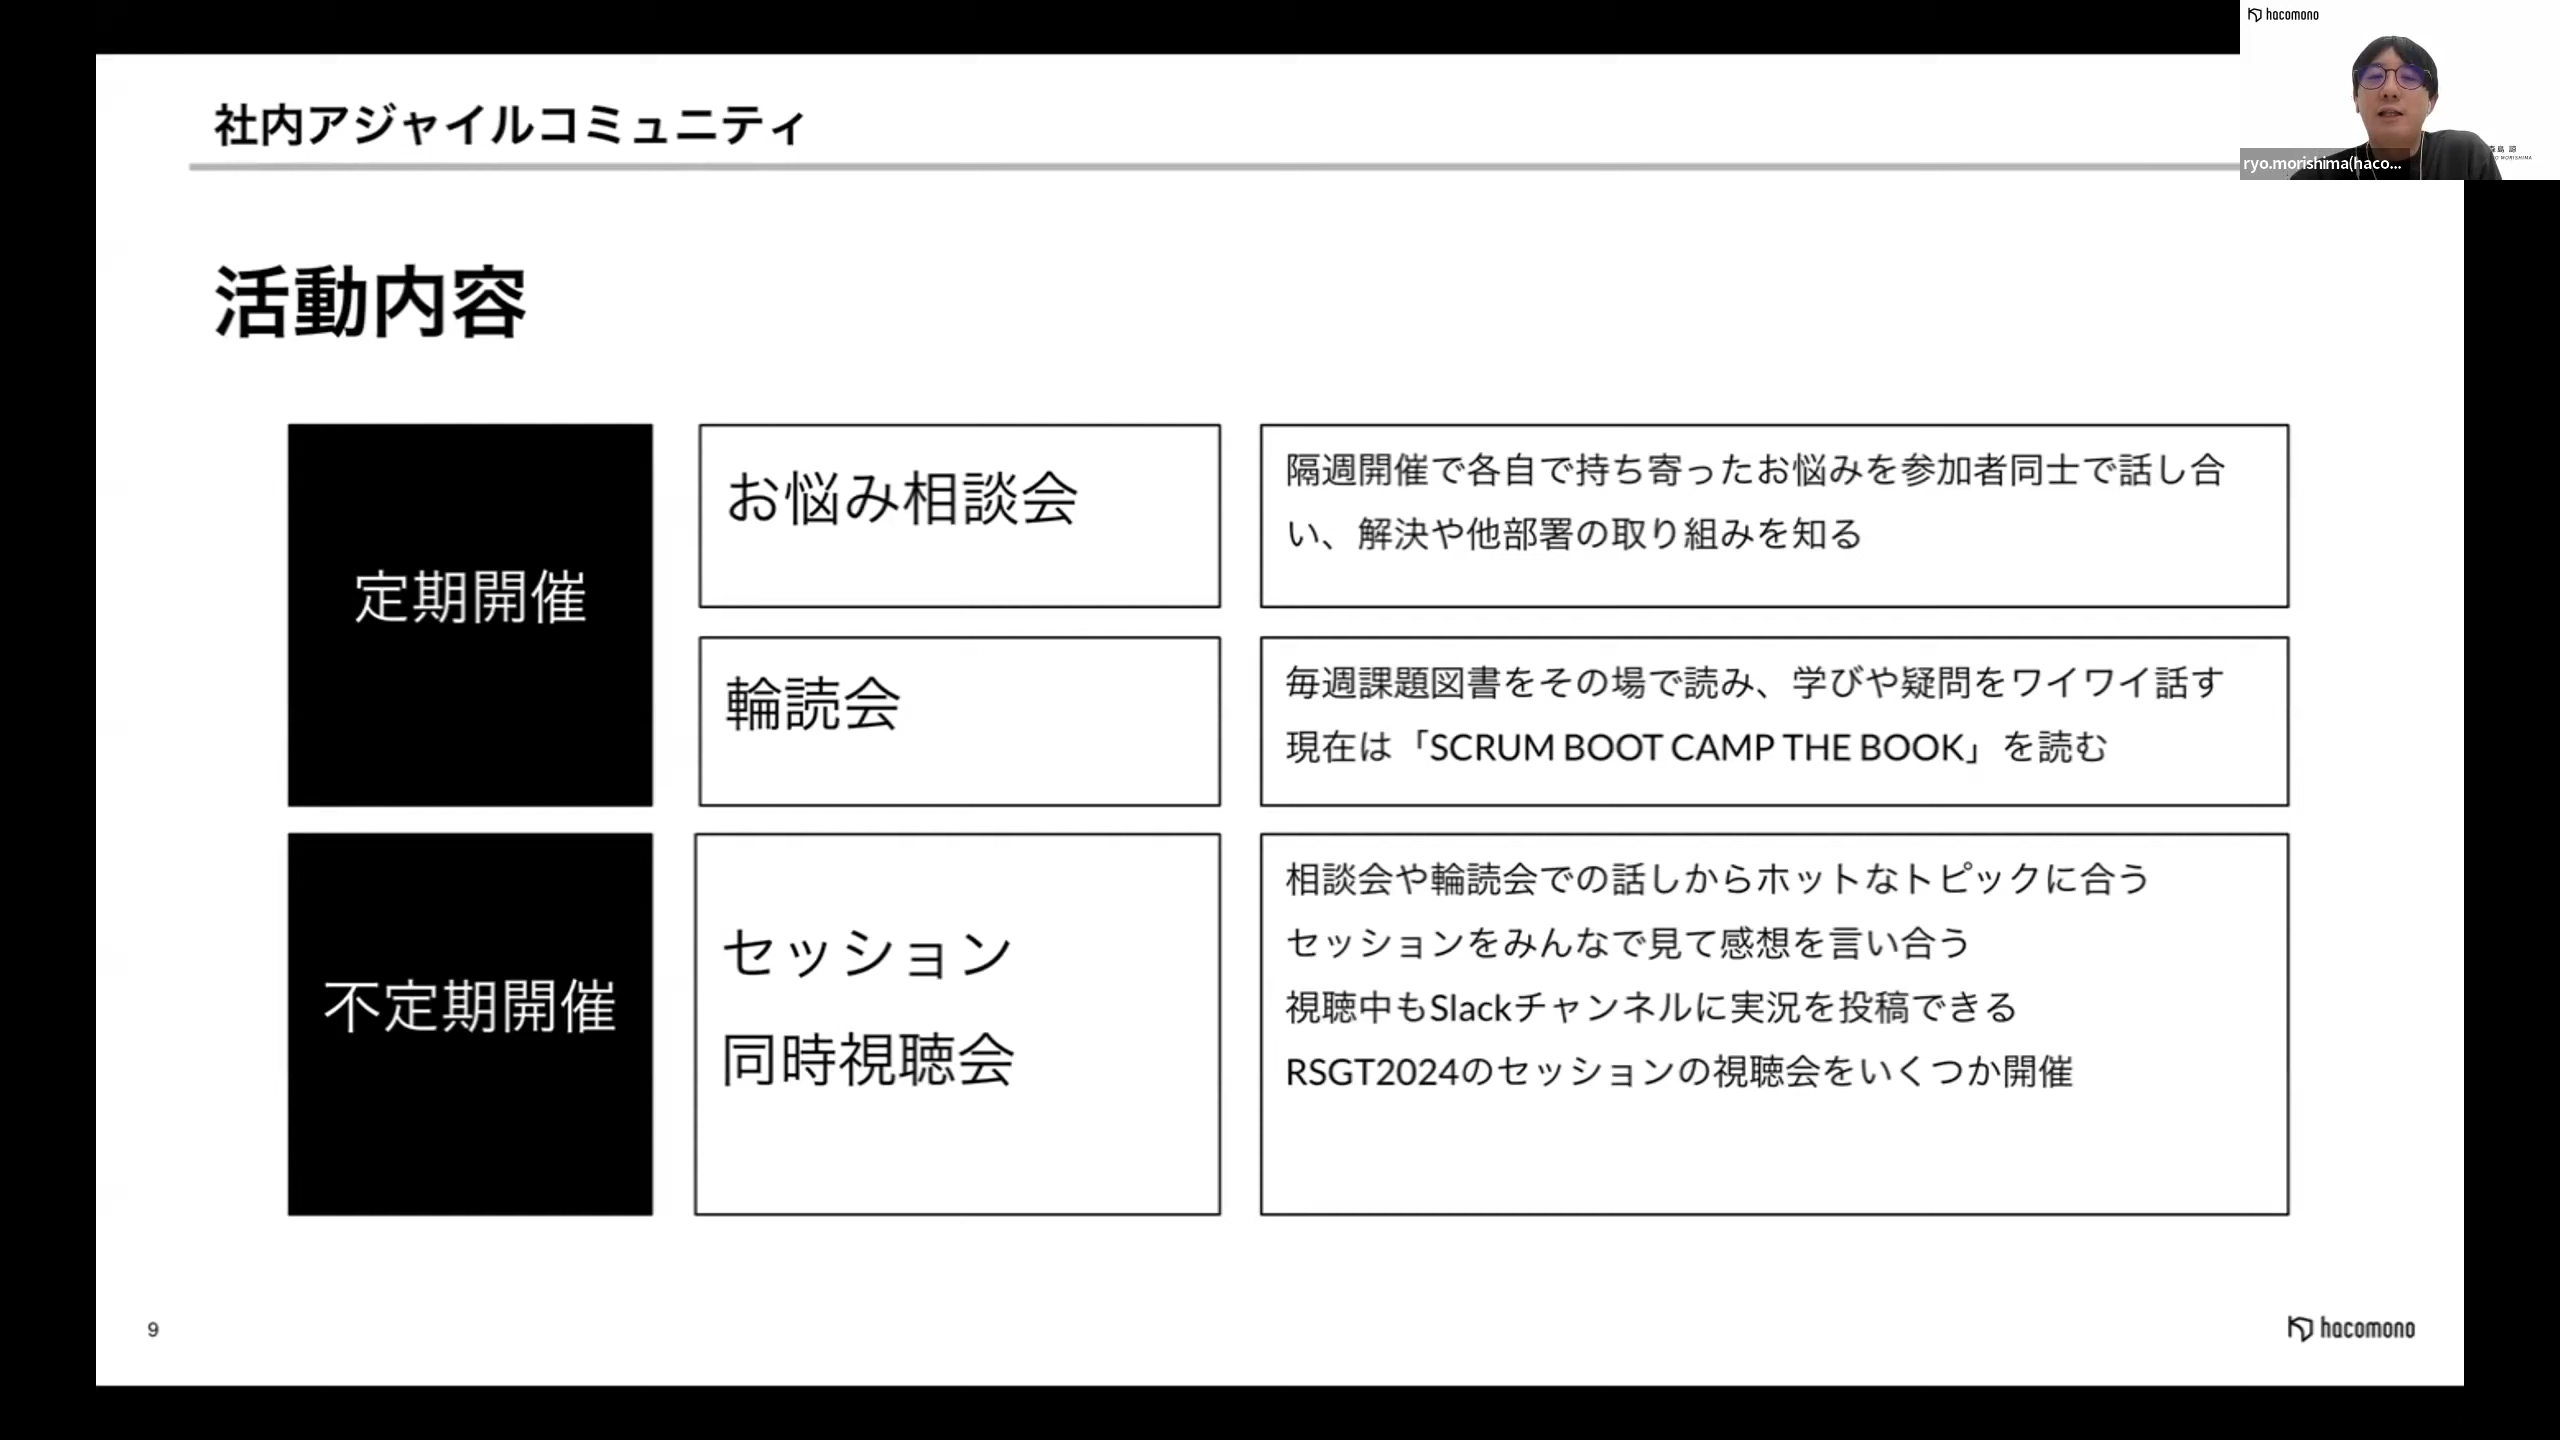 hacomono
社内アジャイルコミュニティ
ryo.morishima(haco...
活動内容
定期開催
お悩み相談会
隔週開催で各自で持ち寄ったお悩みを参加者同士で話し合
い、解決や他部署の取り組みを知る
輪読会
毎週課題図書をその場で読み、学びや疑問をワイワイ話す
現在は「SCRUM BOOT CAMP THE BOOK」を読む
不定期開催
セッション
同時視聴会
相談会や輪読会での話しからホットなトピックに合う
セッションをみんなで見て感想を言い合う
視聴中もSlackチャンネルに実況を投稿できる
RSGT2024のセッションの視聴会をいくつか開催
9
hacomono